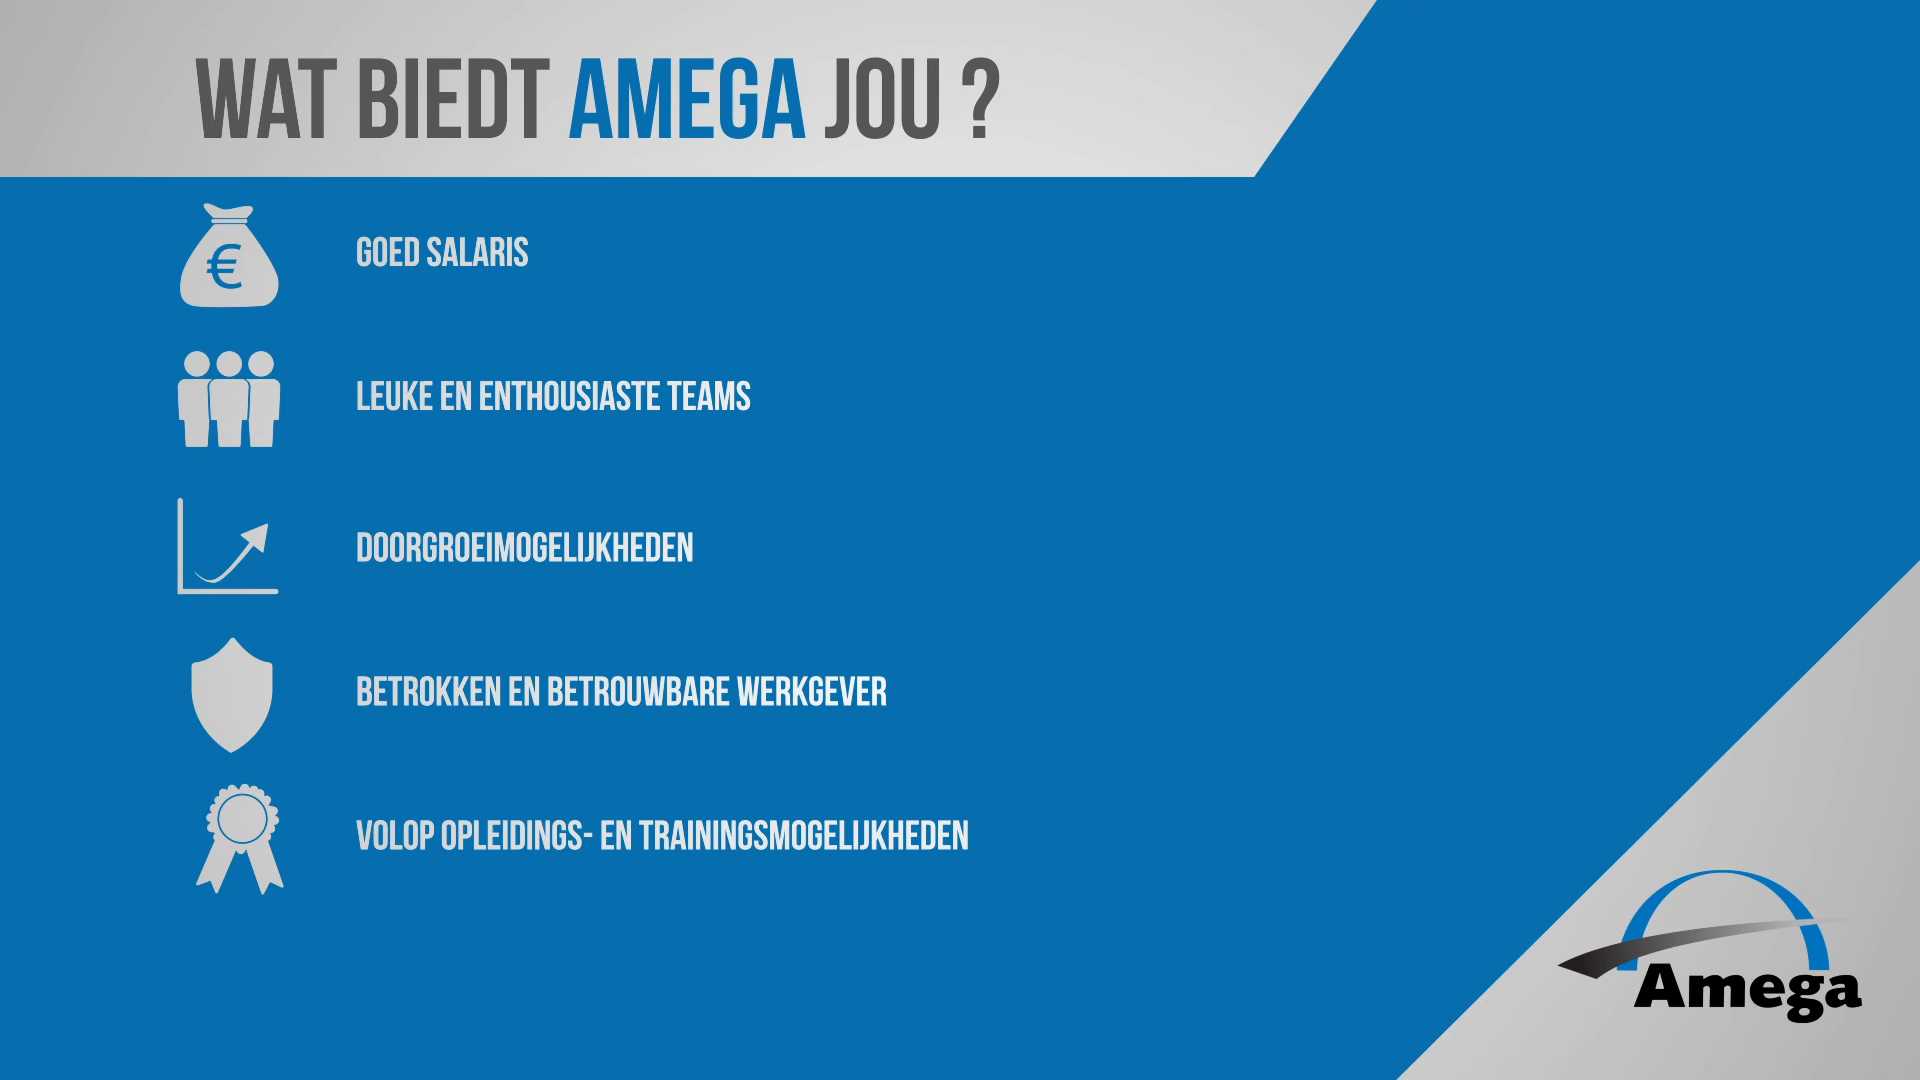 WAT BIEDT AMEGA JOU ?
€
GOED SALARIS
LEUKE EN ENTHOUSIASTE TEAMS
DOORGROEIMOGELIJKHEDEN
BETROKKEN EN BETROUWBARE WERKGEVER
VOLOP OPLEIDINGS- EN TRAININGSMOGELIJKHEDEN
Amega